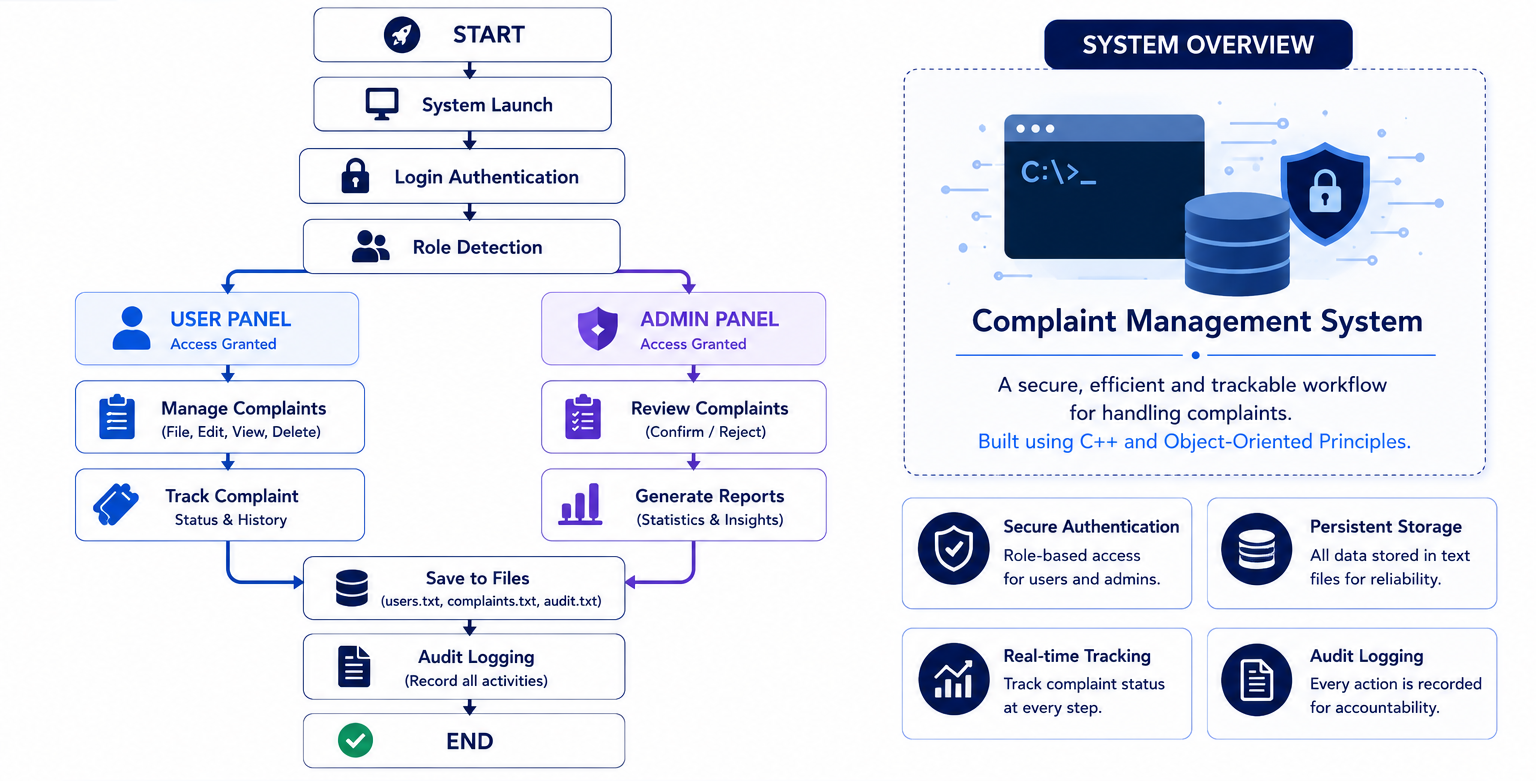 START
System Launch
Login Authentication
Role Detection
USER PANEL
Access Granted
ADMIN PANEL
Access Granted
Manage Complaints
(File, Edit, View, Delete)
Review Complaints
(Confirm / Reject)
Track Complaint
Status & History
Generate Reports
(Statistics & Insights)
Save to Files
(users.txt, complaints.txt, audit.txt)
Audit Logging
(Record all activities)
END
SYSTEM OVERVIEW
C:\>_
Complaint Management System
A secure, efficient and trackable workflow
for handling complaints.
Built using C++ and Object-Oriented Principles.
Secure Authentication
Role-based access
for users and admins.
Persistent Storage
All data stored in text
files for reliability.
Real-time Tracking
Track complaint status
at every step.
Audit Logging
Every action is recorded
for accountability.